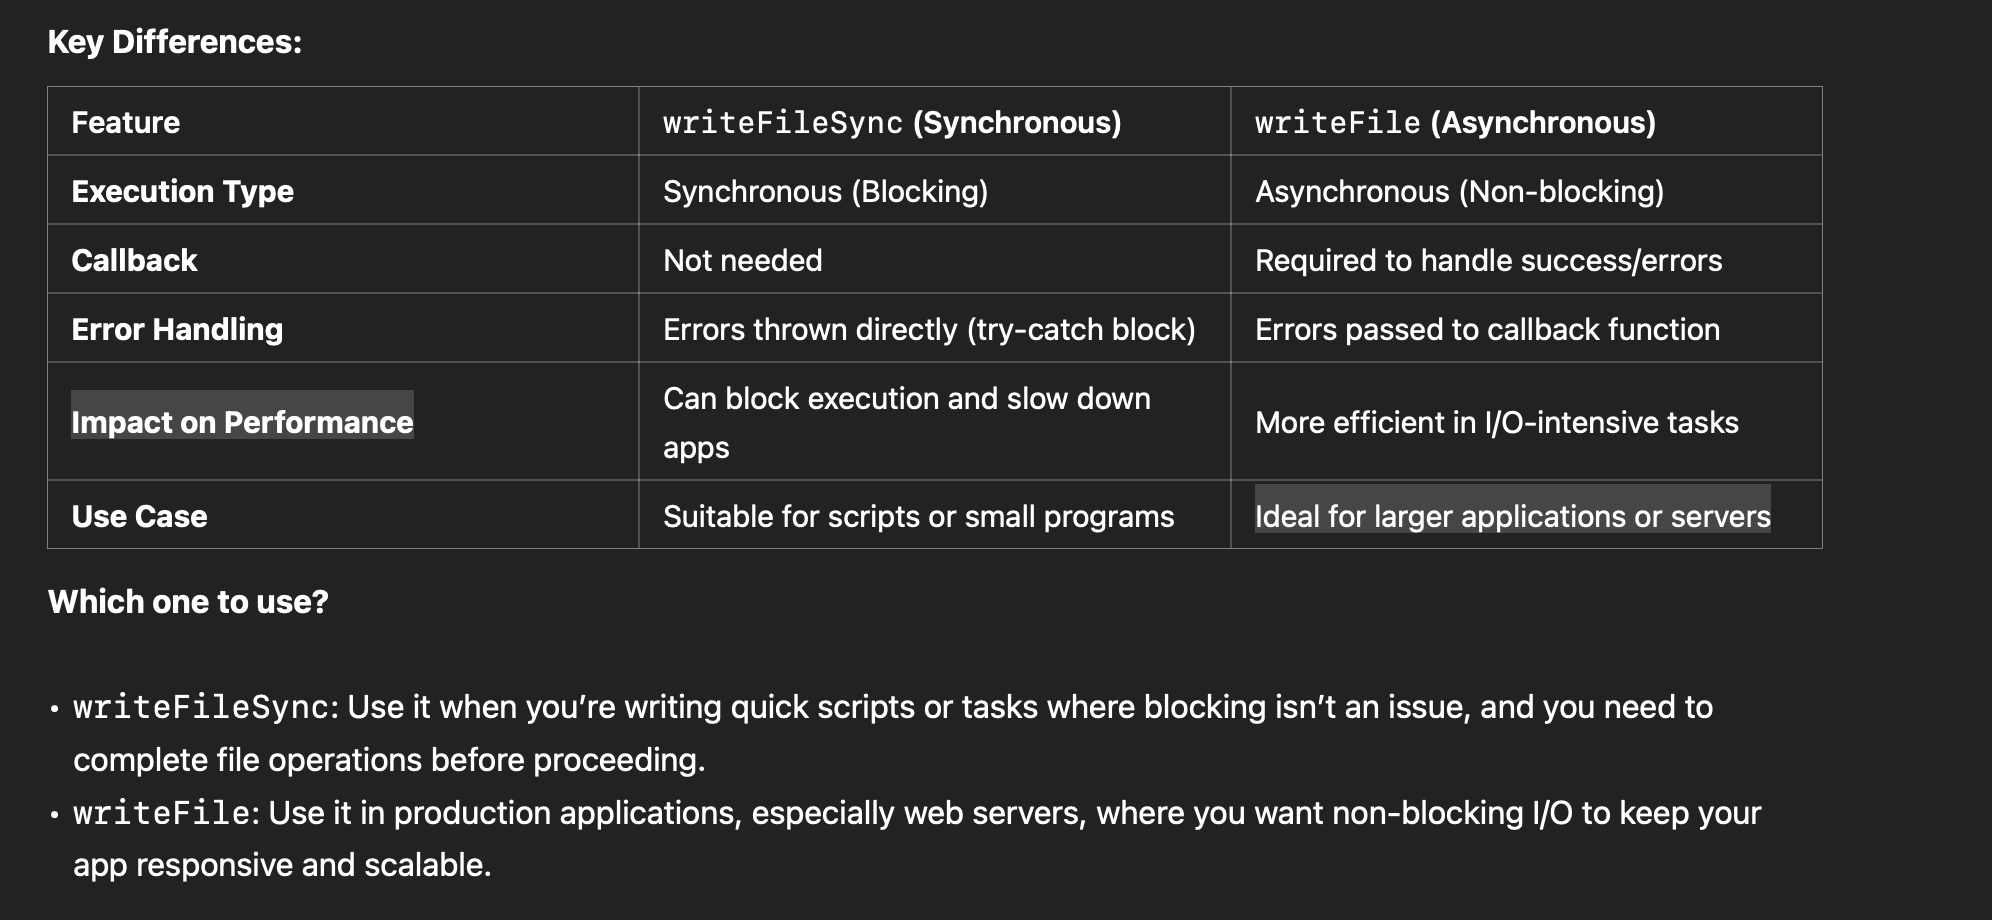 Key Differences:
Feature
writeFileSync (Synchronous)
writeFile (Asynchronous)
Execution Type
Synchronous (Blocking)
Asynchronous (Non-blocking)
Callback
Not needed
Required to handle success/errors
Error Handling
Errors thrown directly (try-catch block)
Errors passed to callback function
Impact on Performance
Can block execution and slow down
apps
More efficient in I/O-intensive tasks
Use Case
Suitable for scripts or small programs
Ideal for larger applications or servers
Which one to use?
• writeFileSync: Use it when you’re writing quick scripts or tasks where blocking isn’t an issue, and you need to
complete file operations before proceeding.
• writeFile: Use it in production applications, especially web servers, where you want non-blocking I/O to keep your
app responsive and scalable.